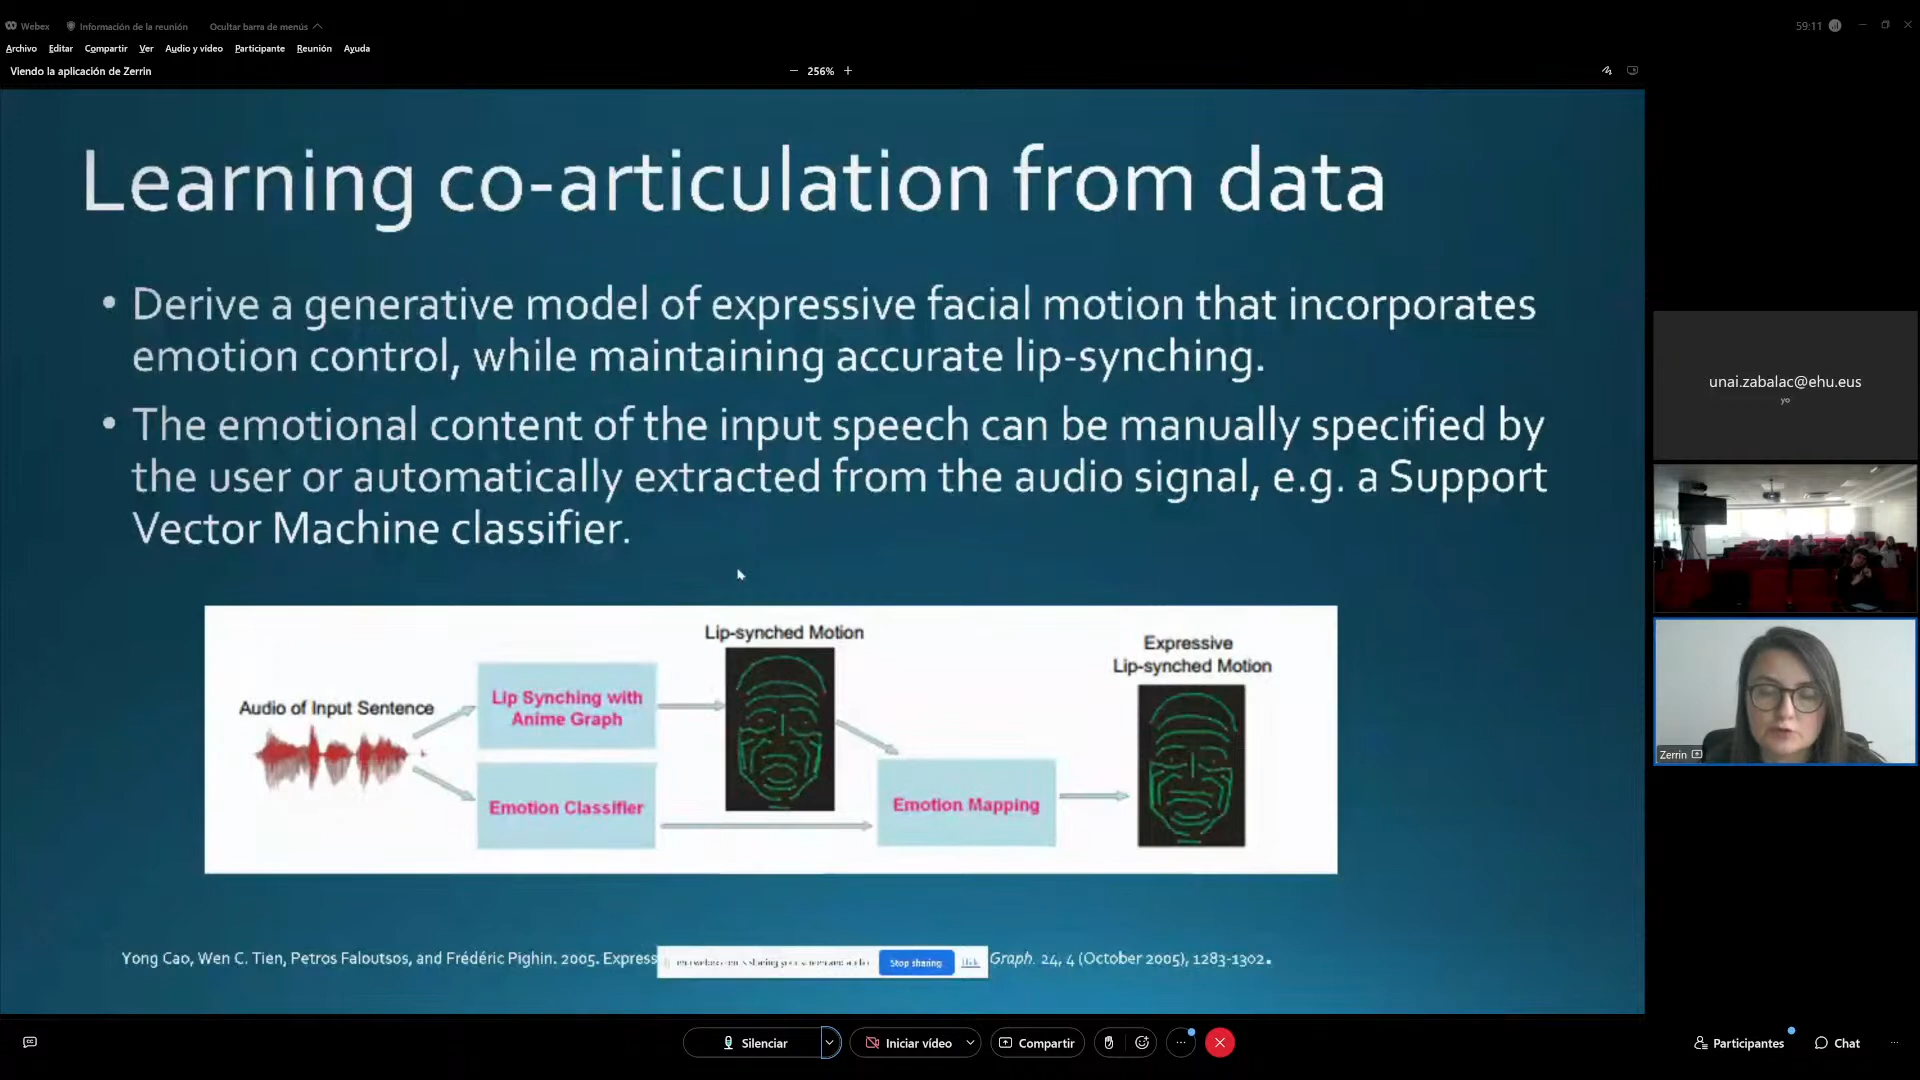 Webex Información de la reunión Ocultar barra de menús 59:11
Archivo Editar Compartir Ver Audio y vídeo Participante Reunión Ayuda
Viendo la aplicación de Zerrin 256%
Learning co-articulation from data
• Derive a generative model of expressive facial motion that incorporates
emotion control, while maintaining accurate lip-synching.
• The emotional content of the input speech can be manually specified by
the user or automatically extracted from the audio signal, e.g. a Support
Vector Machine classifier.
Audio of Input Sentence
Lip Synching with
Anime Graph
Emotion Classifier
Lip-synched Motion
Emotion Mapping
Expressive
Lip-synched Motion
Yong Cao, Wen C. Tien, Petros Faloutsos, and Frédéric Pighin. 2005. Express
sharing your screen and audio. Stop sharing Hide
Graph. 24, 4 (October 2005), 1283-1302.
unai.zabalac@ehu.eus
yo
Zerrin
Silenciar Iniciar vídeo Compartir Participantes Chat